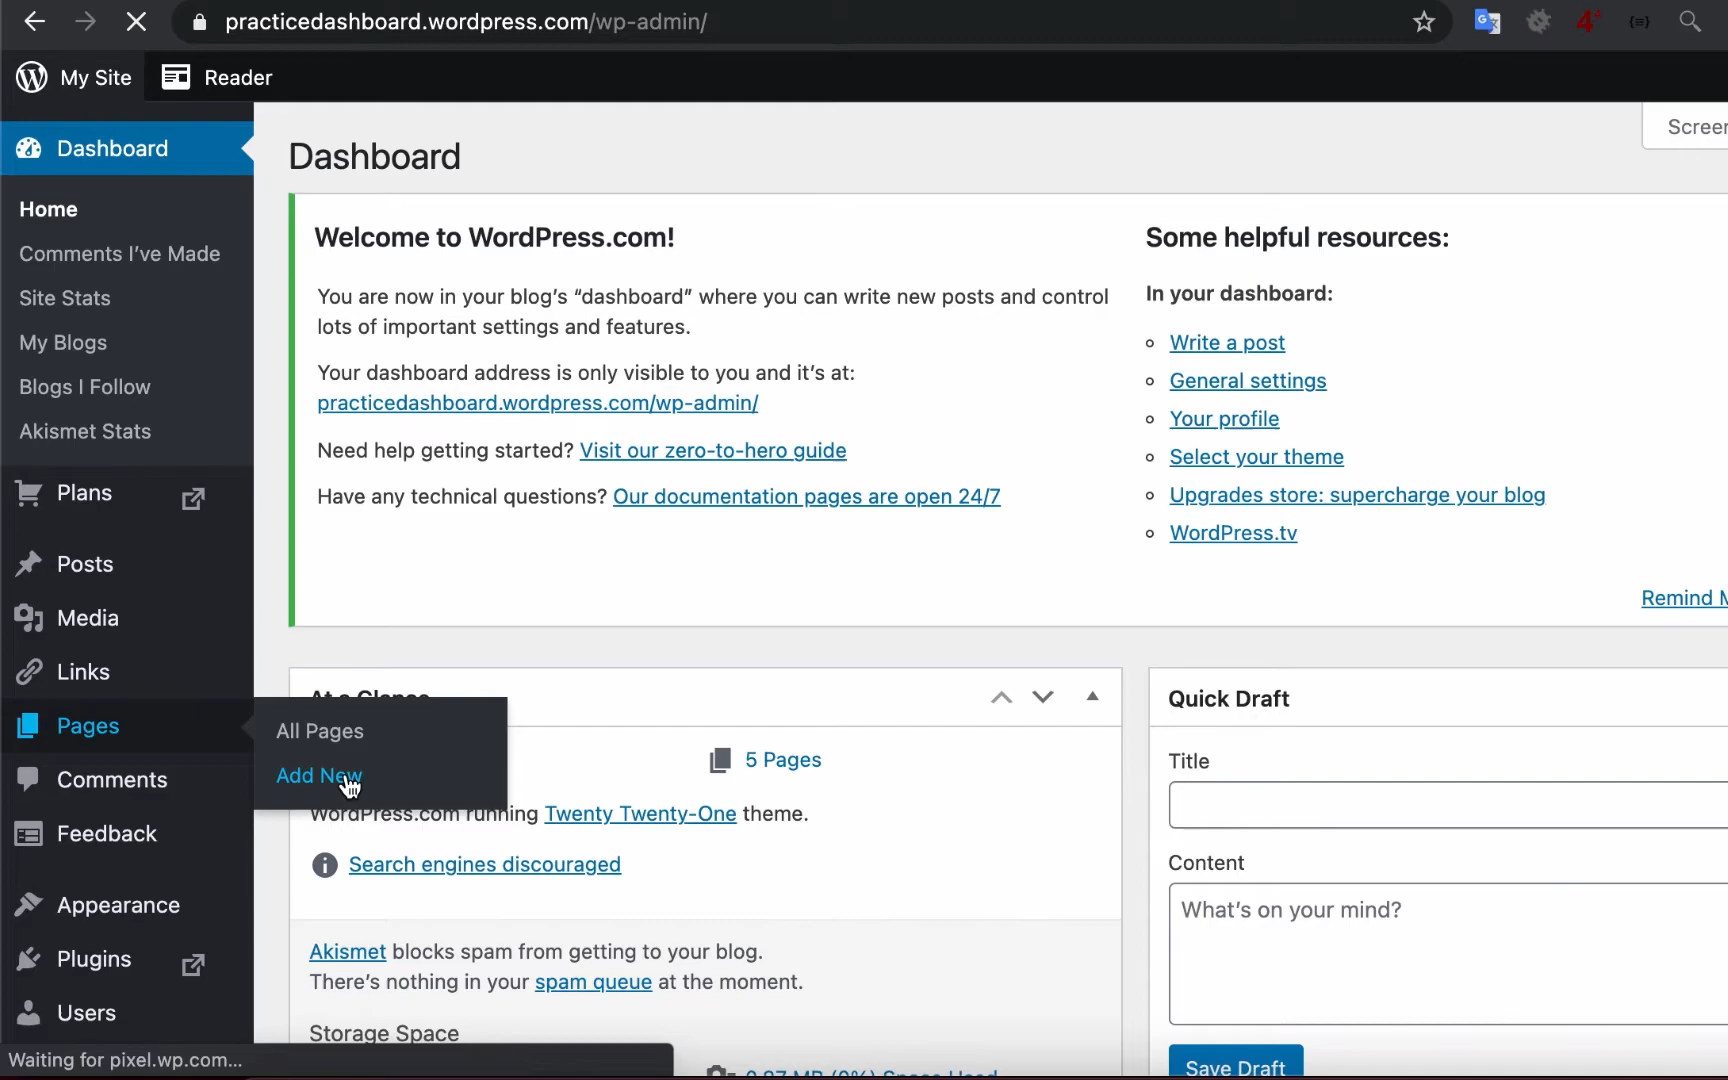 practicedashboard.wordpress.com/wp-admin/
My Site
Reader
Dashboard
Home
Comments I've Made
Site Stats
My Blogs
Blogs I Follow
Akismet Stats
Plans
Posts
Media
Links
Pages
All Pages
Add New
Comments
Feedback
Appearance
Plugins
Users
Waiting for pixel.wp.com...
Dashboard
Welcome to WordPress.com!
You are now in your blog's “dashboard” where you can write new posts and control
lots of important settings and features.
Your dashboard address is only visible to you and it's at:
practicedashboard.wordpress.com/wp-admin/
Need help getting started? Visit our zero-to-hero guide
Have any technical questions? Our documentation pages are open 24/7
Some helpful resources:
In your dashboard:
Write a post
General settings
Your profile
Select your theme
Upgrades store: supercharge your blog
WordPress.tv
Remind
At a Glance
5 Pages
WordPress.com running Twenty Twenty-One theme.
Search engines discouraged
Akismet blocks spam from getting to your blog.
There's nothing in your spam queue at the moment.
Storage Space
Quick Draft
Title
Content
What's on your mind?
Save Draft